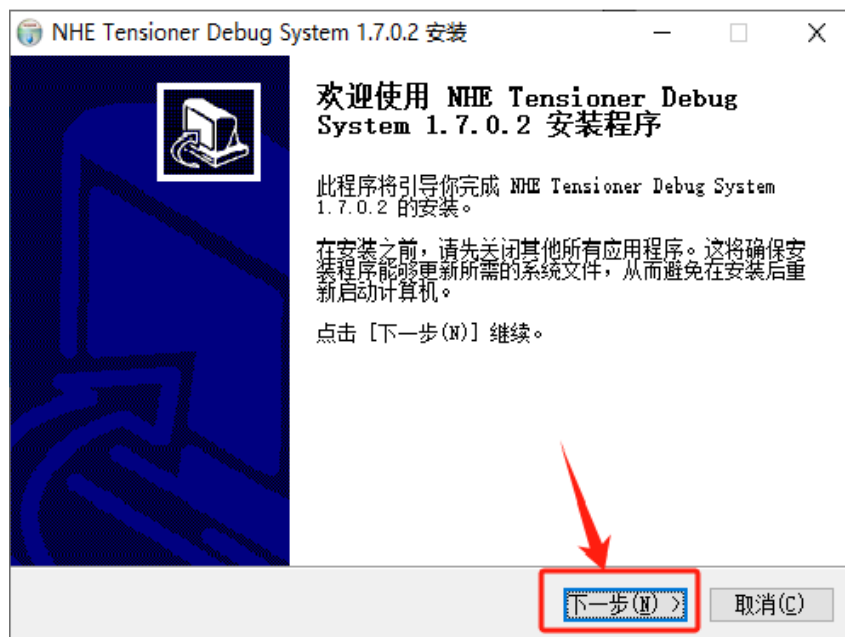 NHE Tensioner Debug System 1.7.0.2 安装
欢迎使用 NHE Tensioner Debug
System 1.7.0.2 安装程序
此程序将引导你完成 NHE Tensioner Debug System
1.7.0.2 的安装。
在安装之前，请先关闭其他所有应用程序。这将确保安
装程序能够更新所需的系统文件，从而避免在安装后重
新启动计算机。
点击 [下一步(N)] 继续。
下一步(N) >
取消(C)